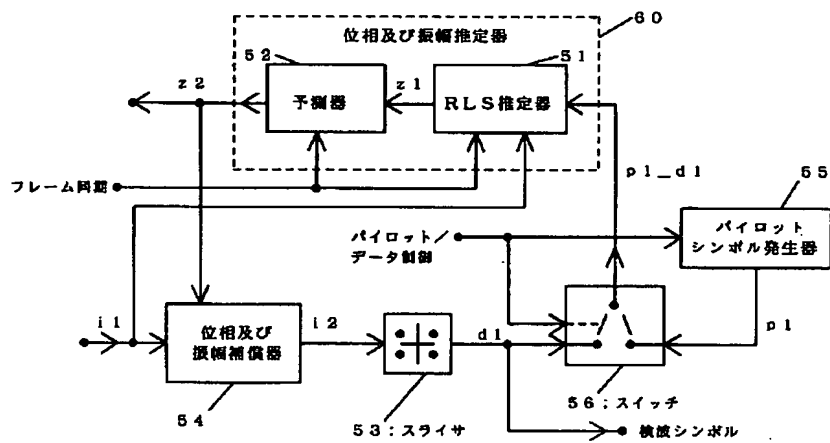 60
位相及び振幅推定器
52
51
z2
予測器
z1
RLS推定器
p1_d1
フレーム同期
55
パイロット/
データ制御
パイロット
シンボル発生器
i1
位相及び
振幅補償器
i2
d1
p1
54
53:スライサ
56;スイッチ
検波シンボル